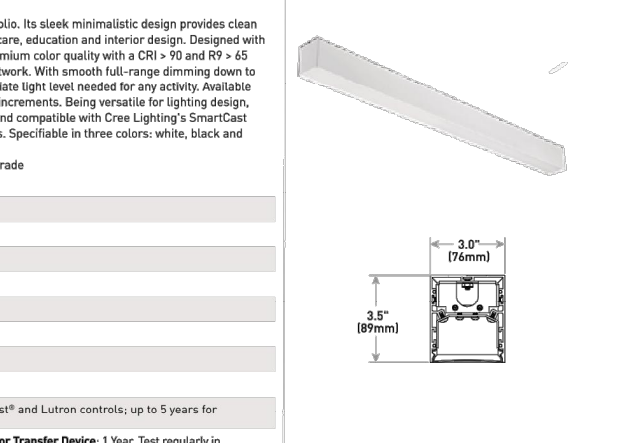 olio. Its sleek minimalistic design provides clean
care, education and interior design. Designed with
mium color quality with a CRI > 90 and R9 > 65
twork. With smooth full-range dimming down to
iate light level needed for any activity. Available
increments. Being versatile for lighting design,
nd compatible with Cree Lighting's SmartCast
s. Specifiable in three colors: white, black and
rade
st® and Lutron controls; up to 5 years for
or Transfer Device: 1 Year. Test regularly in
3.0"
(76mm)
3.5"
(89mm)